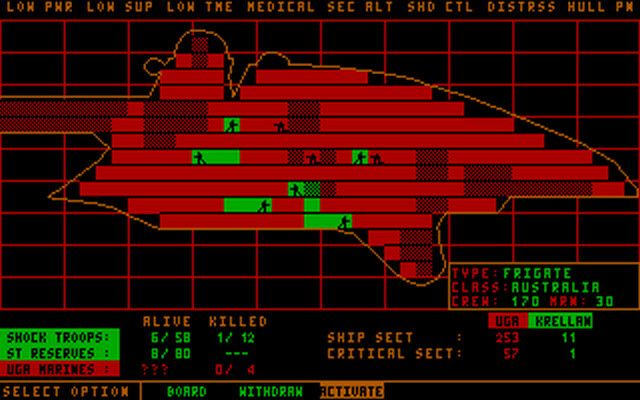 LOW PWR LOW SUP LOW TME MEDICAL SEC ALT SHD CTL DISTRSS HULL PN
TYPE: FRIGATE
CLASS: AUSTRALIA
CREW: 170 MRN: 30
ALIVE KILLED
UGA KRELLAN
SHOCK TROOPS: 6/ 58 1/ 12
SHIP SECT : 253 11
ST RESERVES : 8/ 80 ---
CRITICAL SECT: 57 1
UGA MARINES : ??? 0/ 4
SELECT OPTION BOARD WITHDRAW ACTIVATE